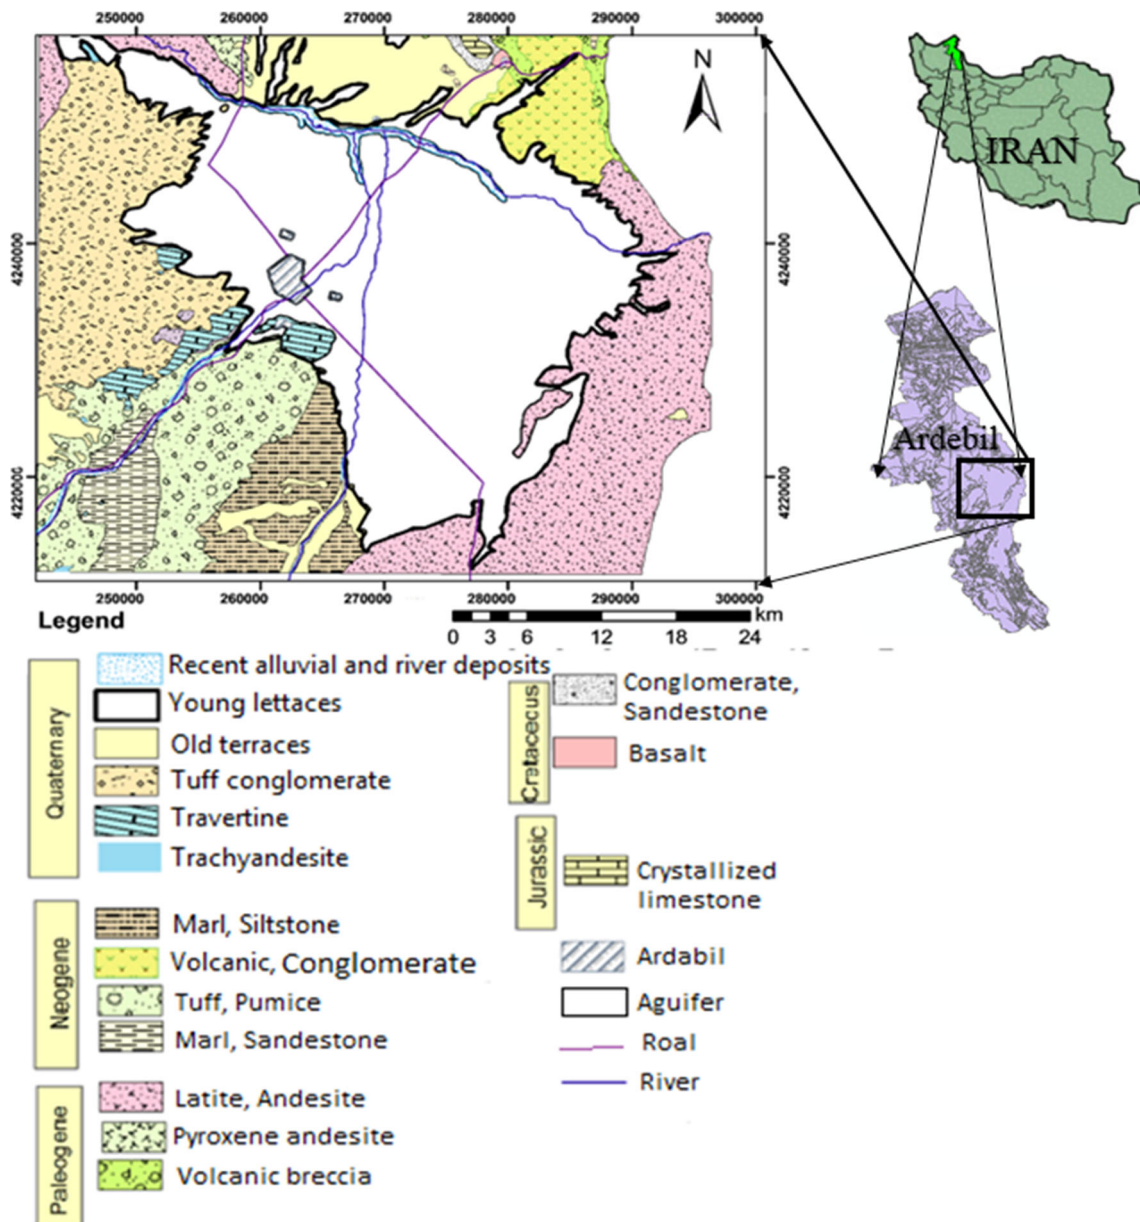 250000 260000 270000 280000 290000 300000
N
IRAN
4240000
4240000
Ardebil
4220000
4220000
250000 260000 270000 280000 290000 300000
Legend
km
0 3 6 12 18 24
Quaternary
Recent alluvial and river deposits
Young lettaces
Old terraces
Tuff conglomerate
Travertine
Trachyandesite
Neogene
Marl, Siltstone
Volcanic, Conglomerate
Tuff, Pumice
Marl, Sandestone
Paleogene
Latite, Andesite
Pyroxene andesite
Volcanic breccia
Cretacecus
Conglomerate,
Sandestone
Basalt
Jurassic
Crystallized
limestone
Ardabil
Aguifer
Roal
River